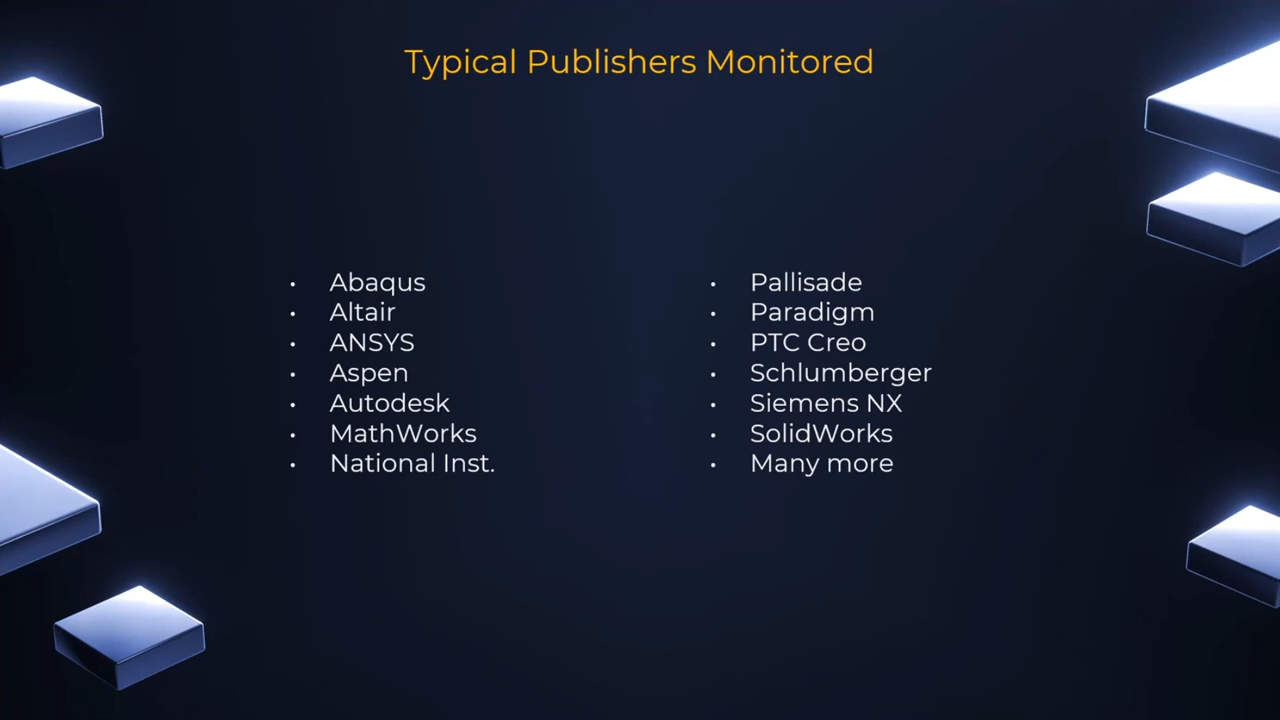 Typical Publishers Monitored
• Abaqus
• Altair
• ANSYS
• Aspen
• Autodesk
• MathWorks
• National Inst.
• Pallisade
• Paradigm
• PTC Creo
• Schlumberger
• Siemens NX
• SolidWorks
• Many more